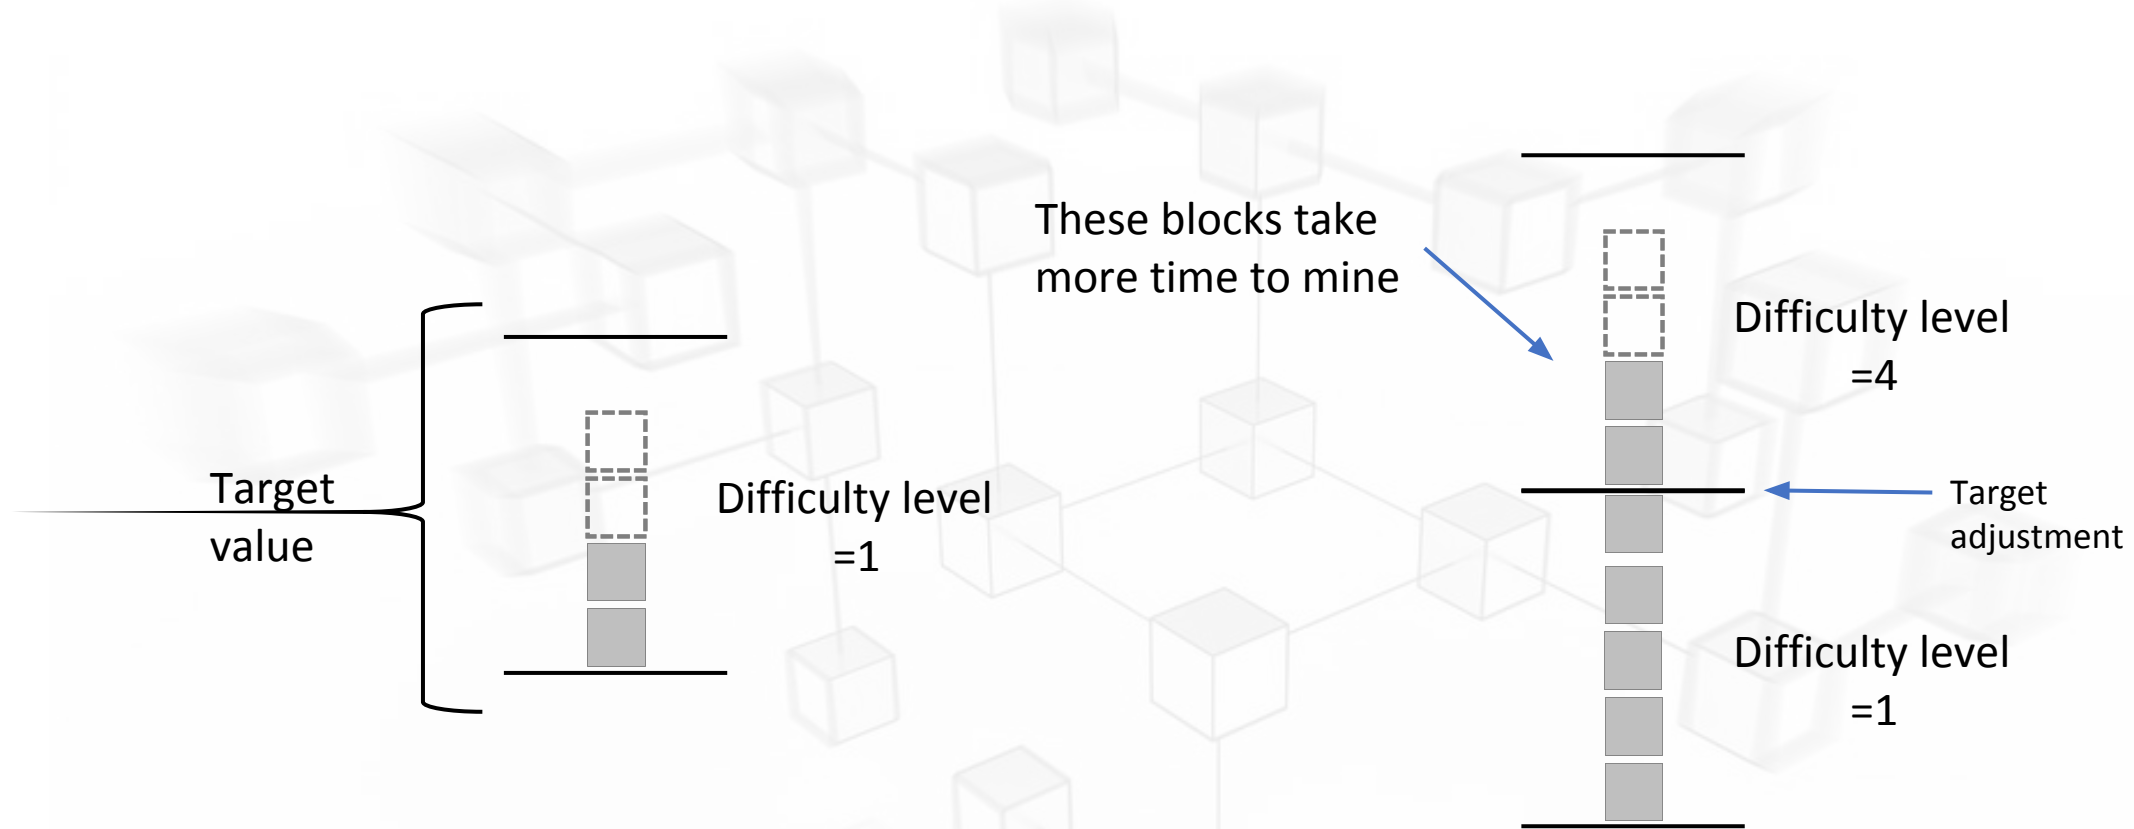 Target
value
Difficulty level
=1
These blocks take
more time to mine
Difficulty level
=4
Target
adjustment
Difficulty level
=1